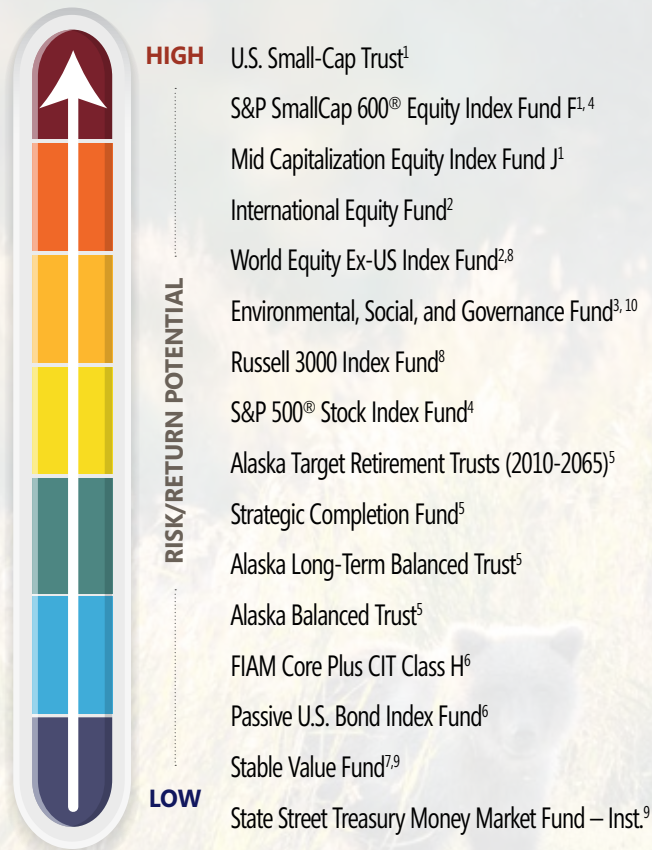 HIGH
U.S. Small-Cap Trust¹
S&P SmallCap 600® Equity Index Fund F¹, ⁴
Mid Capitalization Equity Index Fund J¹
International Equity Fund²
World Equity Ex-US Index Fund²,⁸
Environmental, Social, and Governance Fund³, ¹⁰
Russell 3000 Index Fund⁸
S&P 500® Stock Index Fund⁴
Alaska Target Retirement Trusts (2010-2065)⁵
Strategic Completion Fund⁵
Alaska Long-Term Balanced Trust⁵
Alaska Balanced Trust⁵
FIAM Core Plus CIT Class H⁶
Passive U.S. Bond Index Fund⁶
Stable Value Fund⁷,⁹
State Street Treasury Money Market Fund – Inst.⁹
RISK/RETURN POTENTIAL
LOW